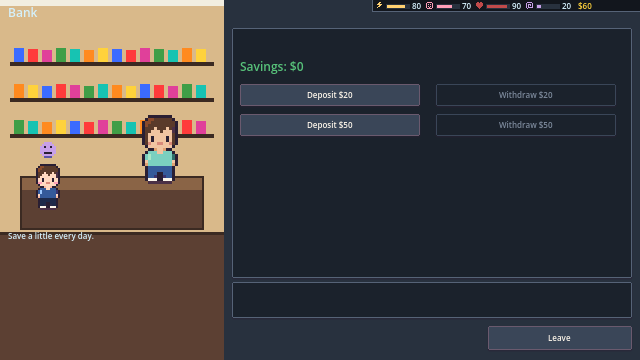 Bank
80 70 90 20 $60
Savings: $0
Deposit $20 Withdraw $20
Deposit $50 Withdraw $50
Save a little every day.
Leave